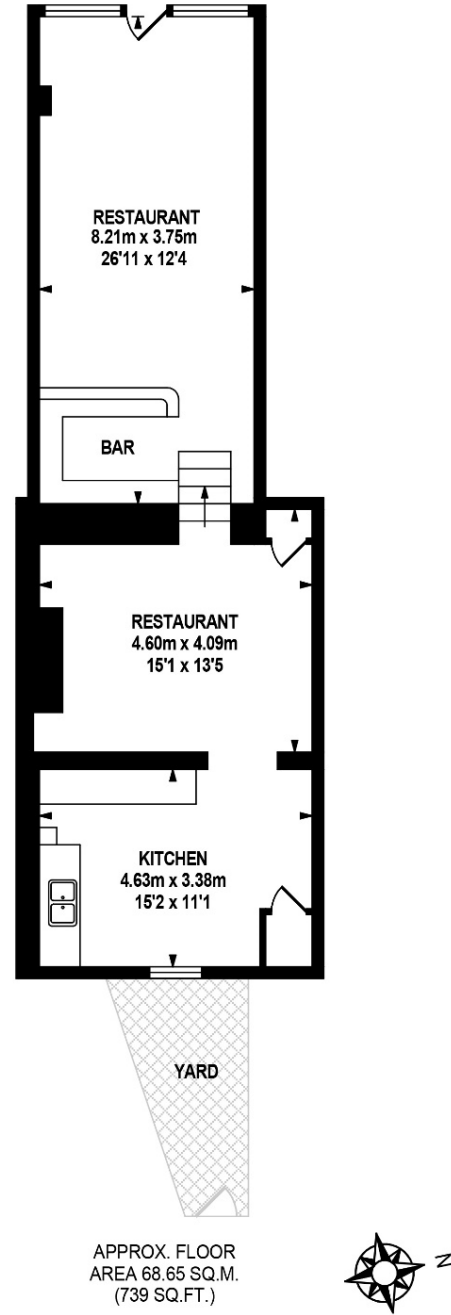 RESTAURANT
8.21m x 3.75m
26'11 x 12'4
BAR
RESTAURANT
4.60m x 4.09m
15'1 x 13'5
KITCHEN
4.63m x 3.38m
15'2 x 11'1
YARD
APPROX. FLOOR
AREA 68.65 SQ.M.
(739 SQ.FT.)
N